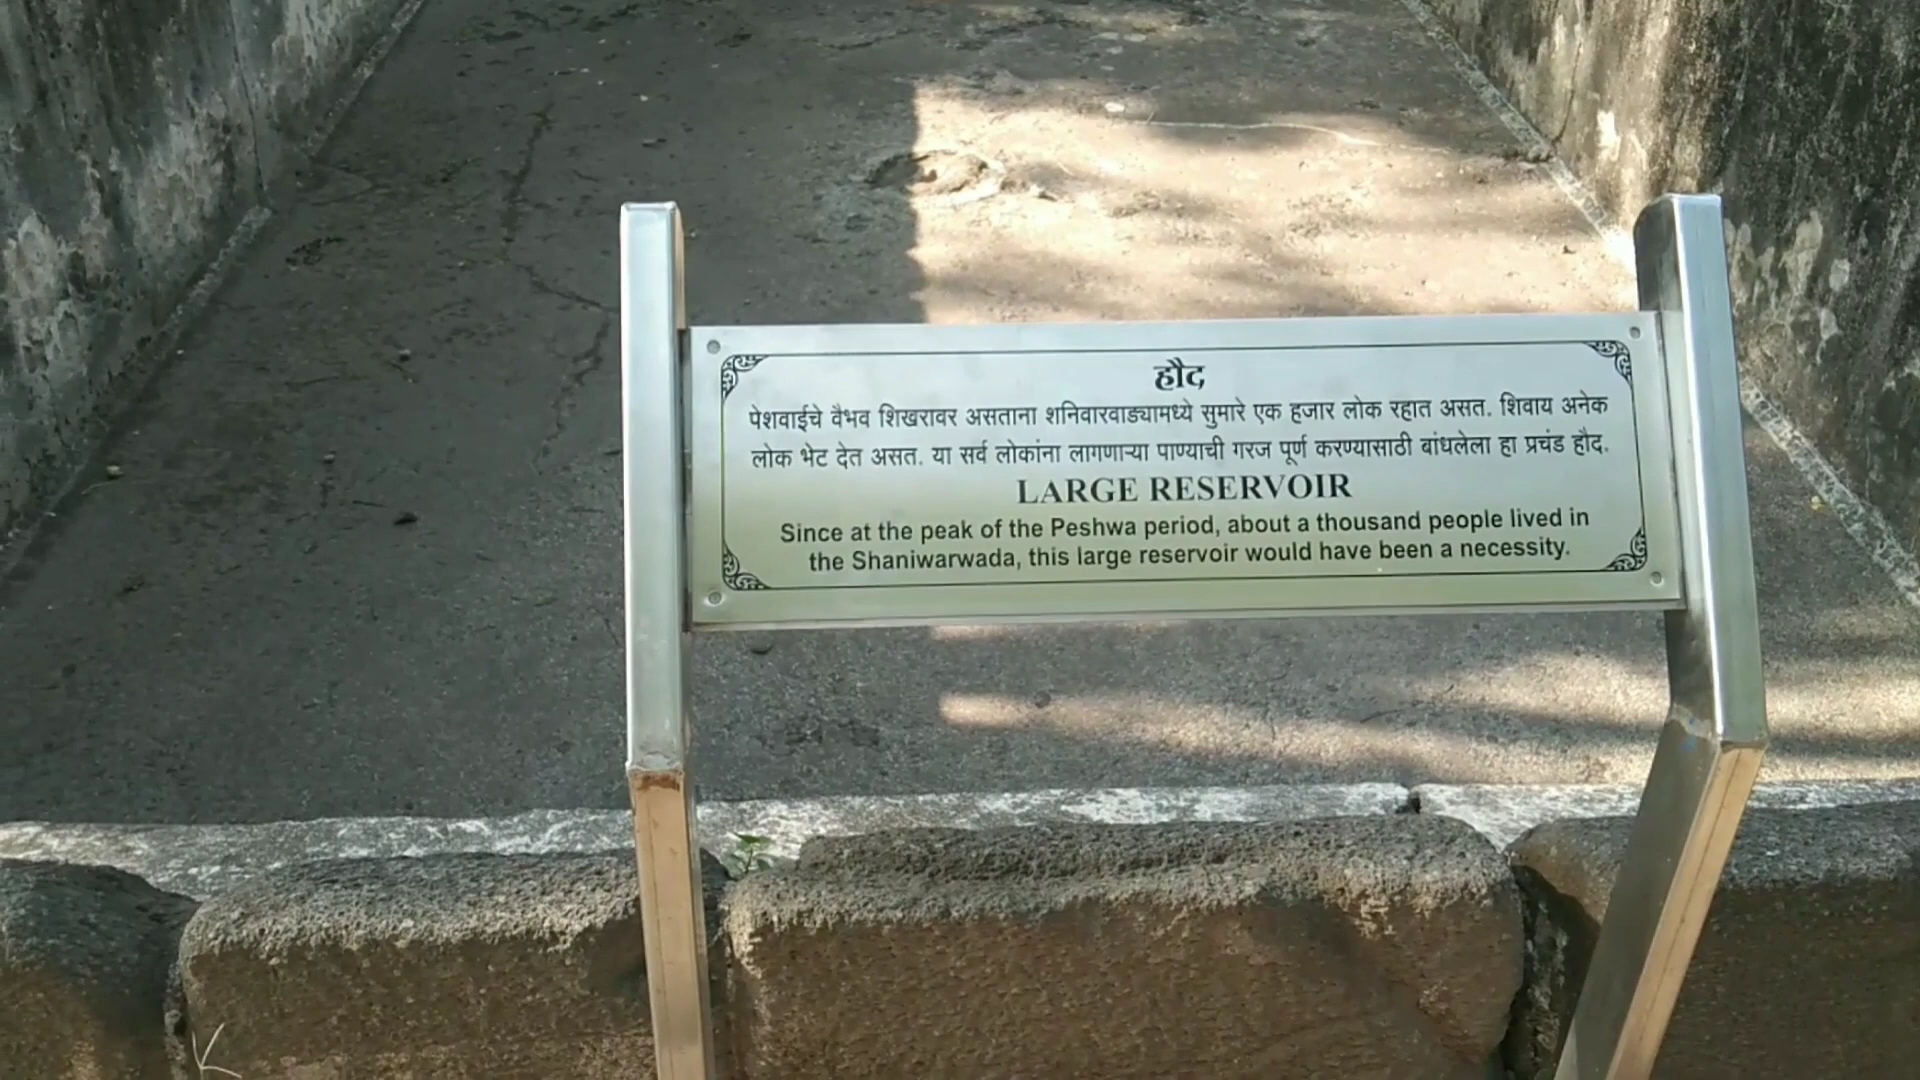 हौद
पेशवाईचे वैभव शिखरावर असताना शनिवारवाड्यामध्ये सुमारे एक हजार लोक रहात असत. शिवाय अनेक
लोक भेट देत असत. या सर्व लोकांना लागणाऱ्या पाण्याची गरज पूर्ण करण्यासाठी बांधलेला हा प्रचंड हौद.
LARGE RESERVOIR
Since at the peak of the Peshwa period, about a thousand people lived in
the Shaniwarwada, this large reservoir would have been a necessity.